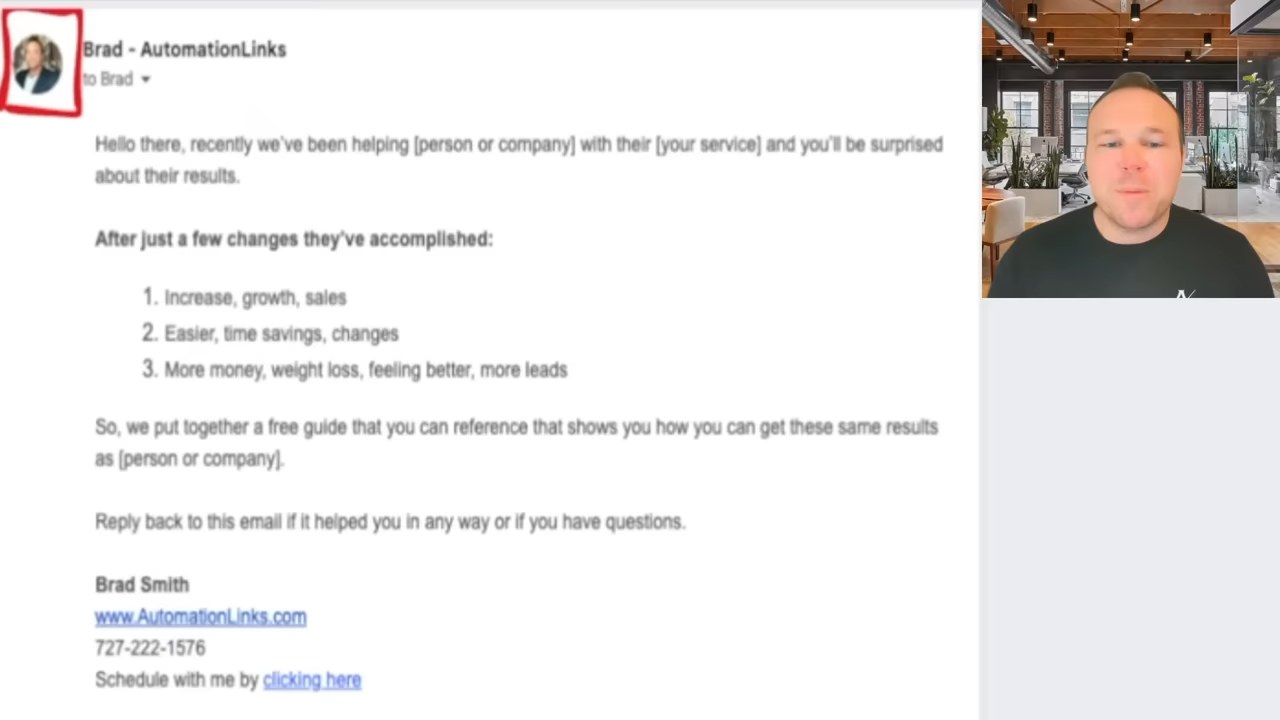 Brad - AutomationLinks
to Brad
Hello there, recently we've been helping [person or company] with their [your service] and you'll be surprised
about their results.
After just a few changes they've accomplished:
1. Increase, growth, sales
2. Easier, time savings, changes
3. More money, weight loss, feeling better, more leads
So, we put together a free guide that you can reference that shows you how you can get these same results
as [person or company].
Reply back to this email if it helped you in any way or if you have questions.
Brad Smith
www.AutomationLinks.com
727-222-1576
Schedule with me by clicking here